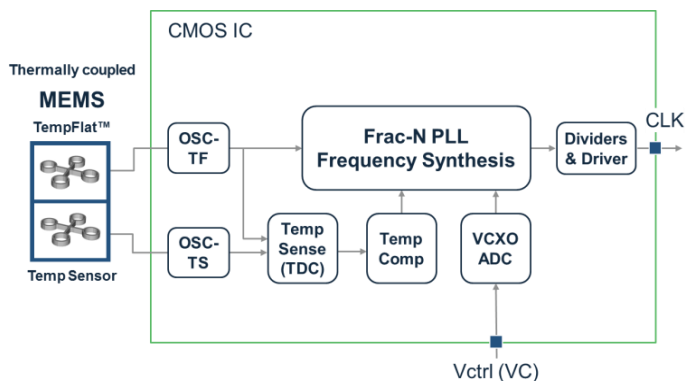 CMOS IC
Thermally coupled
MEMS
TempFlat™
OSC-
TF
Frac-N PLL
Frequency Synthesis
Dividers
& Driver
CLK
OSC-
TS
Temp
Sense
(TDC)
Temp
Comp
VCXO
ADC
Temp Sensor
Vctrl (VC)